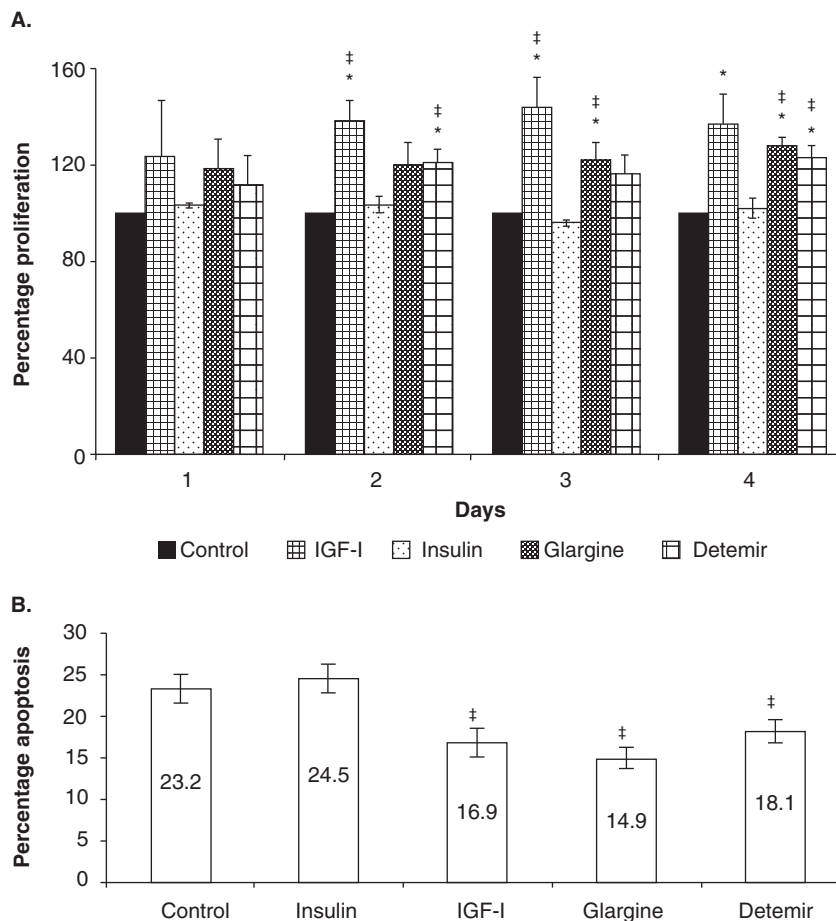 A.
‡ ‡
* * *
160
‡ ‡ ‡ ‡
* * * *
120
80
40
0
Percentage proliferation
1 2 3 4
Days
Control IGF-I Insulin Glargine Detemir
B.
30
25
20
15
10
5
0
Percentage apoptosis
‡ ‡ ‡
23.2 24.5 16.9 14.9 18.1
Control Insulin IGF-I Glargine Detemir